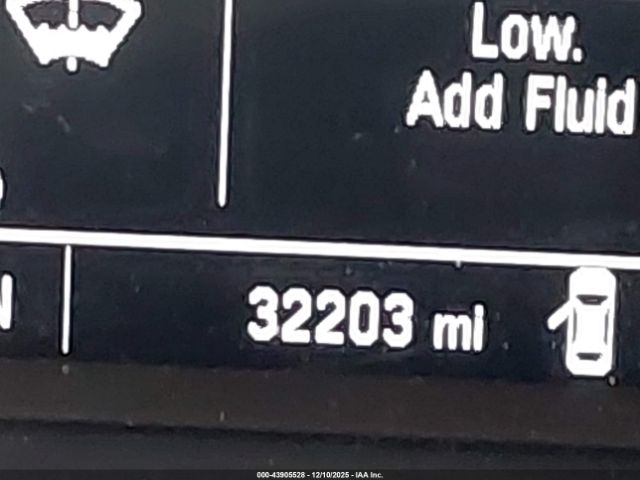 Low.
Add Fluid
N
32203 mi
000-43905528 - 12/10/2025 - IAA Inc.